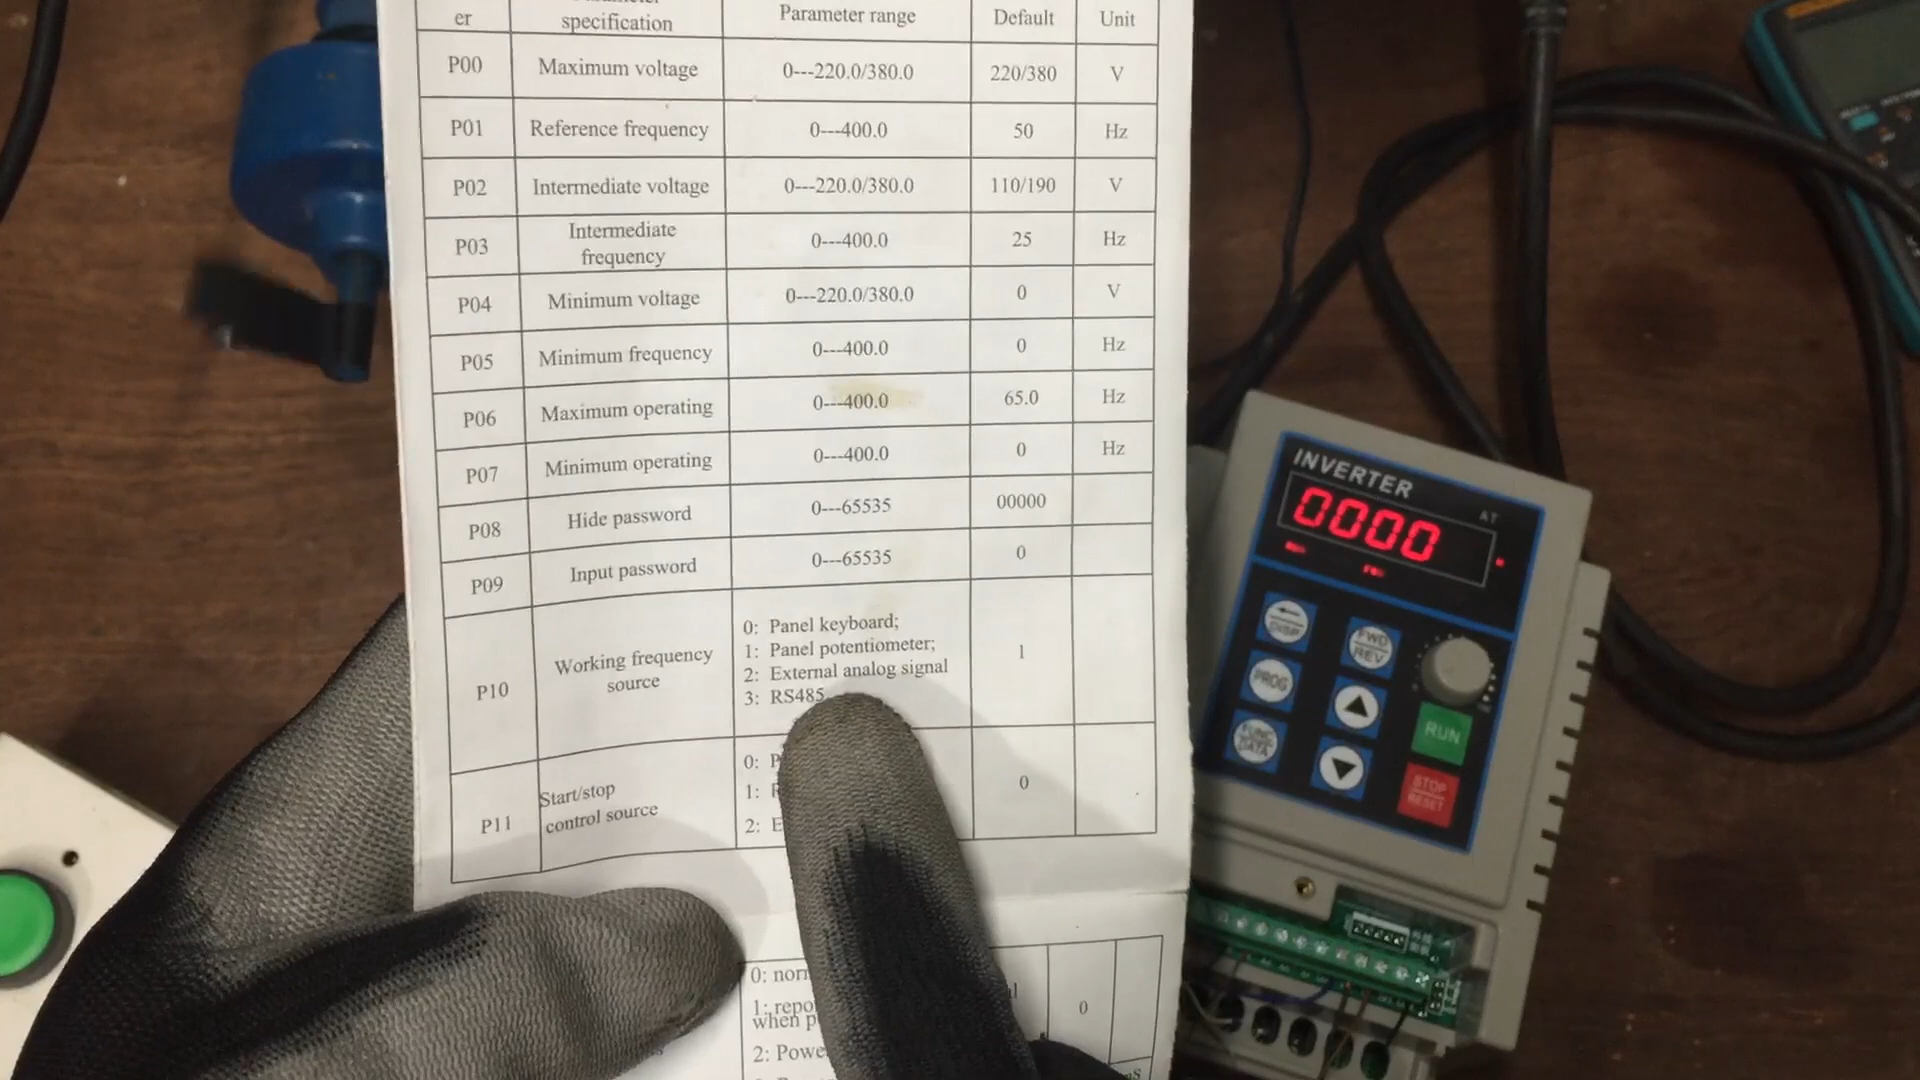 er
specification
Parameter range
Default
Unit
P00
Maximum voltage
0---220.0/380.0
220/380
V
P01
Reference frequency
0---400.0
50
Hz
P02
Intermediate voltage
0---220.0/380.0
110/190
V
P03
Intermediate
frequency
0---400.0
25
Hz
P04
Minimum voltage
0---220.0/380.0
0
V
P05
Minimum frequency
0---400.0
0
Hz
P06
Maximum operating
0---400.0
65.0
Hz
P07
Minimum operating
0---400.0
0
Hz
P08
Hide password
0---65535
00000
P09
Input password
0---65535
0
P10
Working frequency
source
0: Panel keyboard;
1: Panel potentiometer;
2: External analog signal
3: RS485
1
P11
Start/stop
control source
0: P
1:
2: E
0
0: nor
1: repo
when p
2: Powe
0
INVERTER
AT
0000
DISP
FWD
REV
PROG
FUNC
DATA
RUN
STOP
RESET